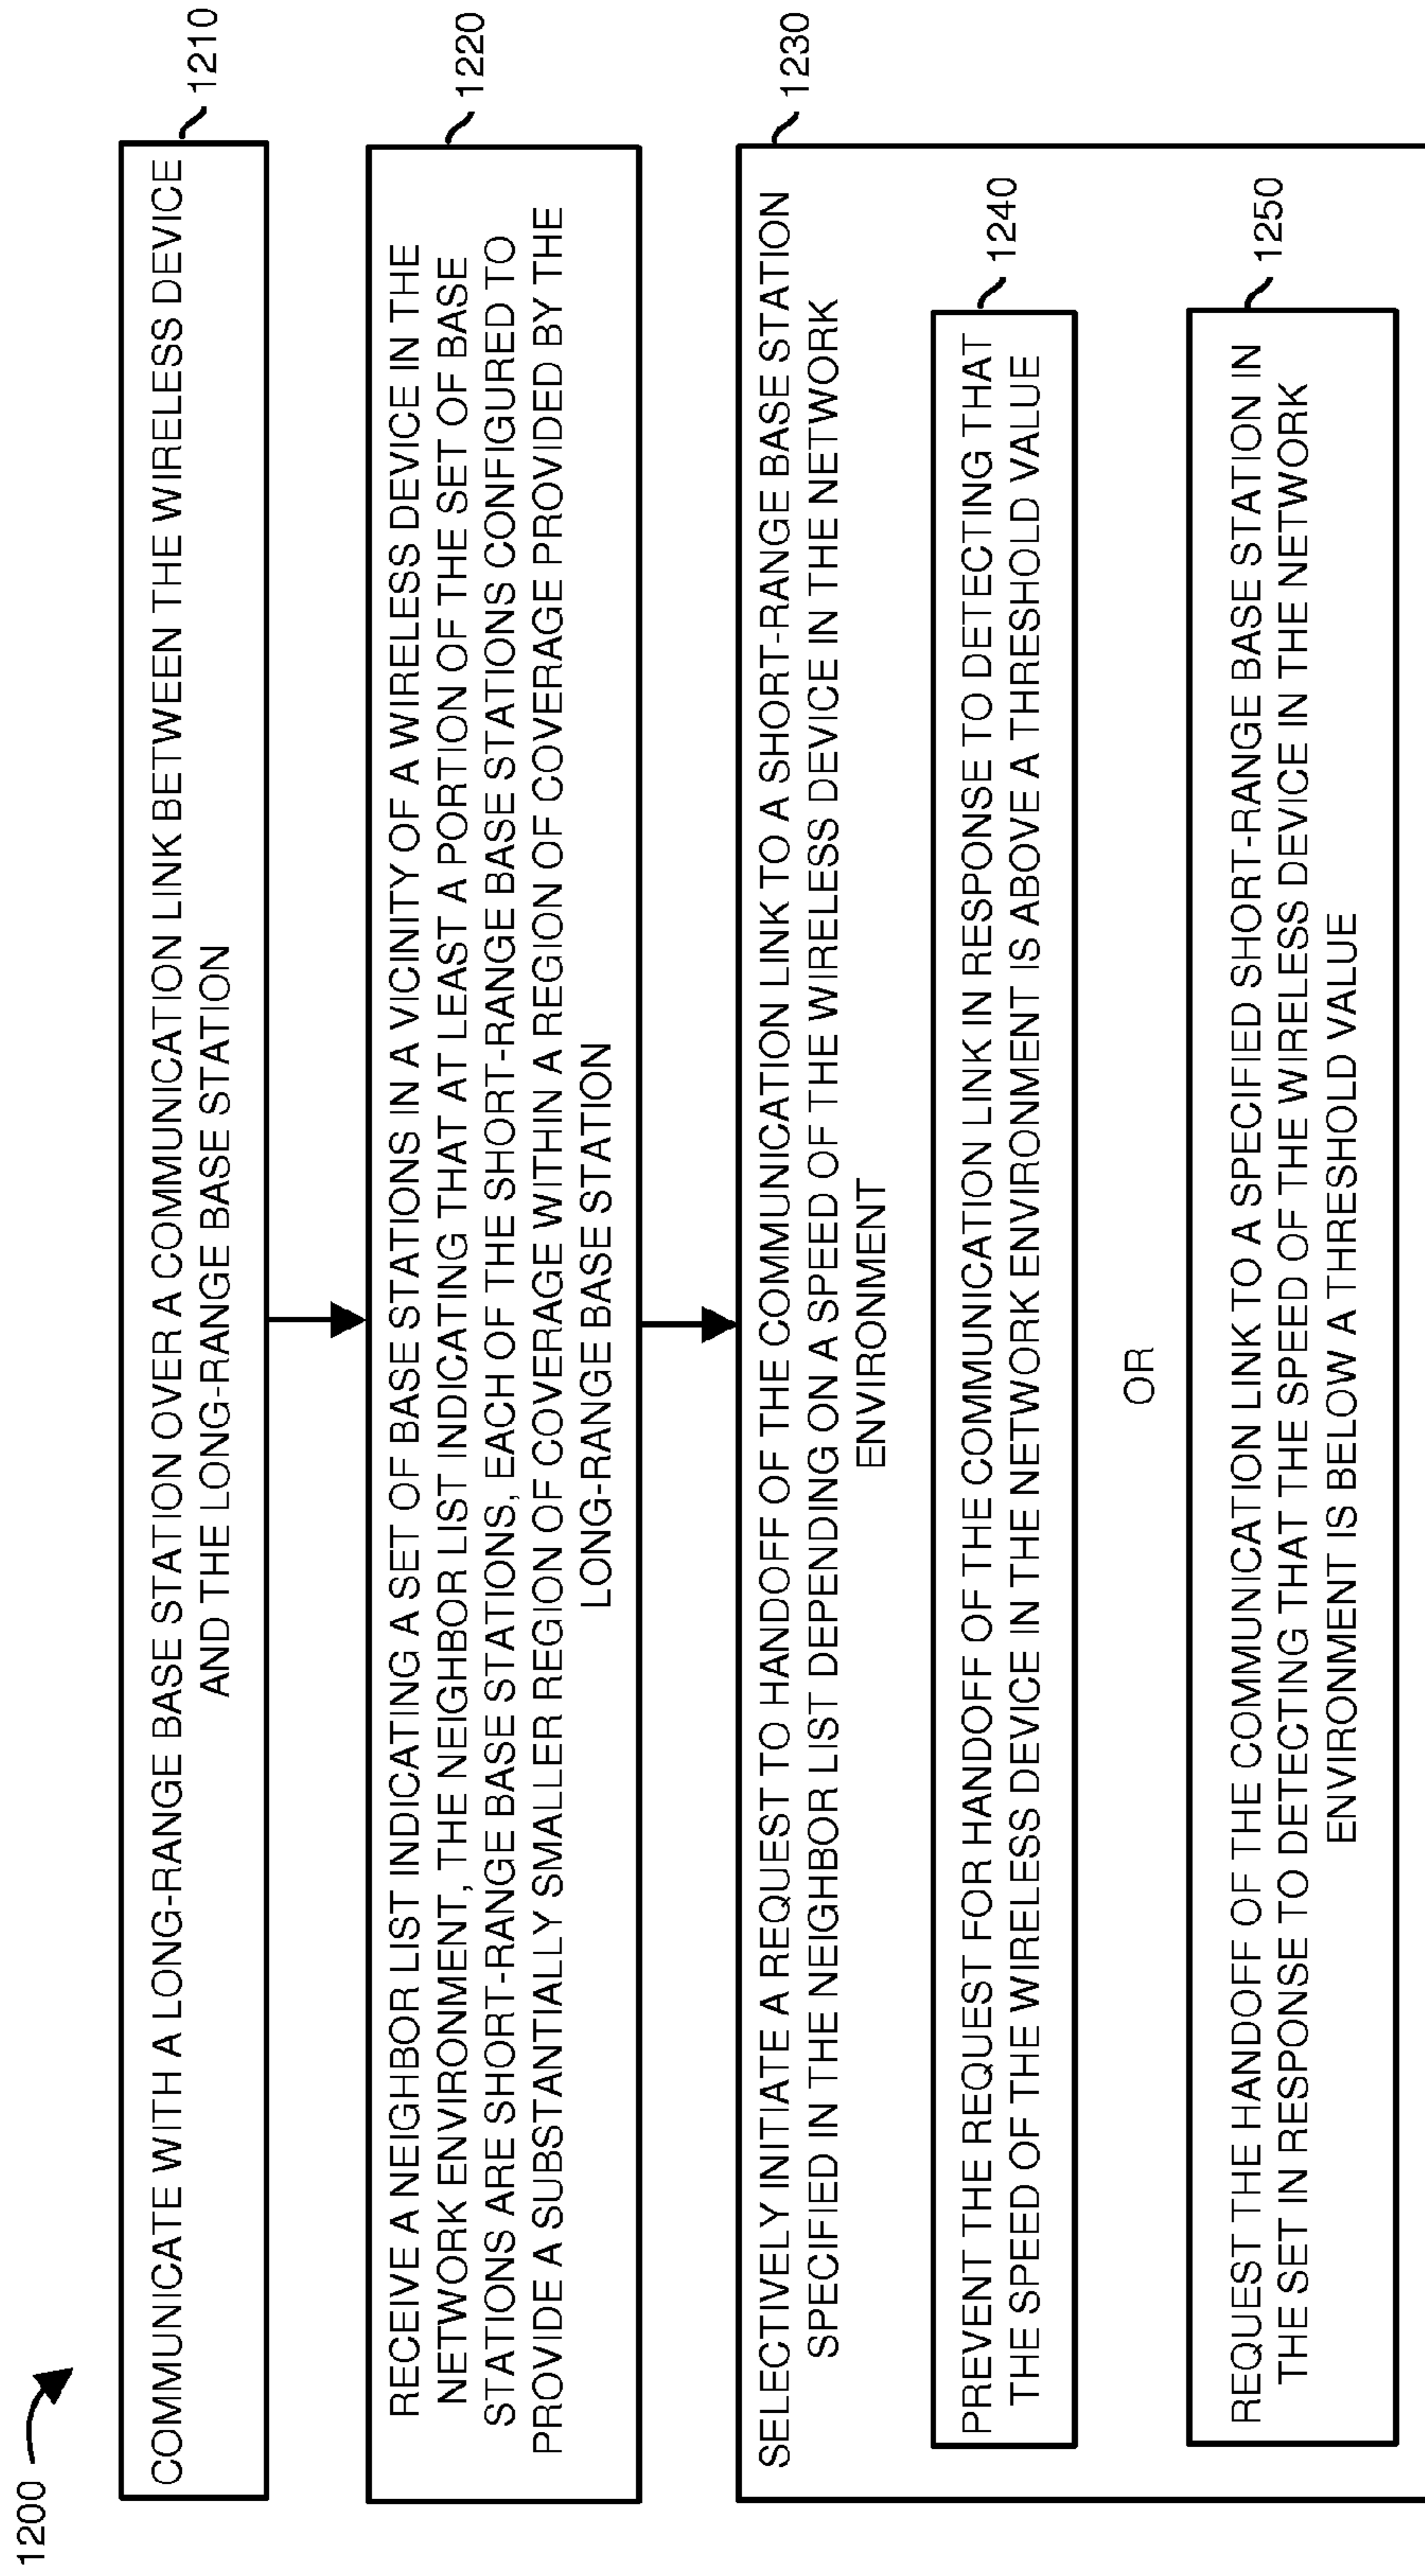 1200
COMMUNICATE WITH A LONG-RANGE BASE STATION OVER A COMMUNICATION LINK BETWEEN THE WIRELESS DEVICE
AND THE LONG-RANGE BASE STATION
1210
RECEIVE A NEIGHBOR LIST INDICATING A SET OF BASE STATIONS IN A VICINITY OF A WIRELESS DEVICE IN THE
NETWORK ENVIRONMENT, THE NEIGHBOR LIST INDICATING THAT AT LEAST A PORTION OF THE SET OF BASE
STATIONS ARE SHORT-RANGE BASE STATIONS, EACH OF THE SHORT-RANGE BASE STATIONS CONFIGURED TO
PROVIDE A SUBSTANTIALLY SMALLER REGION OF COVERAGE WITHIN A REGION OF COVERAGE PROVIDED BY THE
LONG-RANGE BASE STATION
1220
SELECTIVELY INITIATE A REQUEST TO HANDOFF OF THE COMMUNICATION LINK TO A SHORT-RANGE BASE STATION
SPECIFIED IN THE NEIGHBOR LIST DEPENDING ON A SPEED OF THE WIRELESS DEVICE IN THE NETWORK
ENVIRONMENT
1230
PREVENT THE REQUEST FOR HANDOFF OF THE COMMUNICATION LINK IN RESPONSE TO DETECTING THAT
THE SPEED OF THE WIRELESS DEVICE IN THE NETWORK ENVIRONMENT IS ABOVE A THRESHOLD VALUE
1240
OR
REQUEST THE HANDOFF OF THE COMMUNICATION LINK TO A SPECIFIED SHORT-RANGE BASE STATION IN
THE SET IN RESPONSE TO DETECTING THAT THE SPEED OF THE WIRELESS DEVICE IN THE NETWORK
ENVIRONMENT IS BELOW A THRESHOLD VALUE
1250